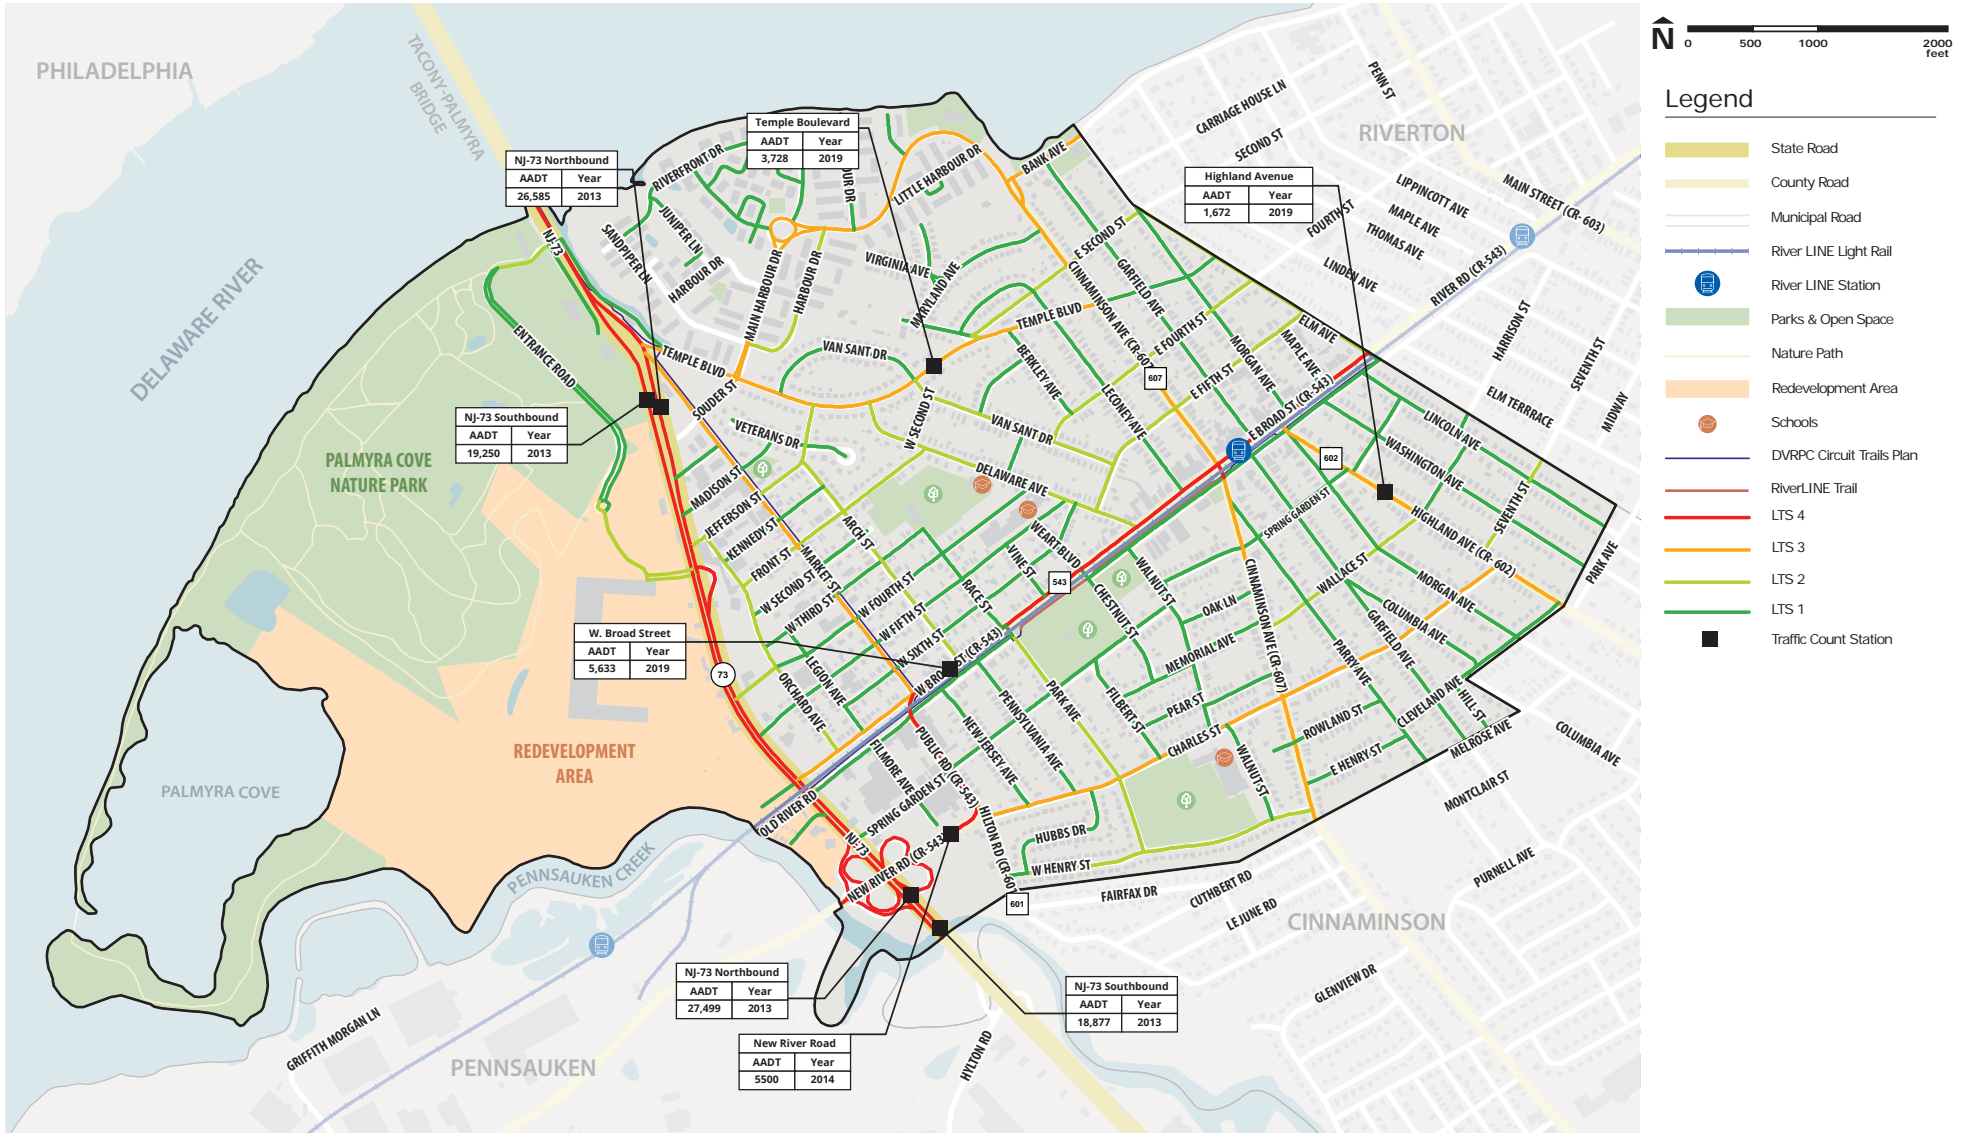 PHILADELPHIA
TACONY-PALMYRA
BRIDGE
DELAWARE RIVER
RIVERTON
CARRIAGE HOUSE LN
SECOND ST
PENN ST
LIPPINCOTT AVE
MAPLE AVE
THOMAS AVE
FOURTH ST
LINDEN AVE
MAIN STREET (CR-603)
RIVER RD (CR-543)
HARRISON ST
SEVENTH ST
ELM TERRACE
MIDWAY
PARK AVE
NJ-73 Northbound
AADT Year
26,585 2013
Temple Boulevard
AADT Year
3,728 2019
Highland Avenue
AADT Year
1,672 2019
NJ-73 Southbound
AADT Year
19,250 2013
W. Broad Street
AADT Year
5,633 2019
NJ-73 Northbound
AADT Year
27,499 2013
New River Road
AADT Year
5500 2014
NJ-73 Southbound
AADT Year
18,877 2013
RIVERFRONT DR
JUNIPER LN
SANDPIPER LN
HARBOUR DR
MAIN HARBOUR DR
HARBOUR DR
OUR DR
LITTLE HARBOUR DR
BANK AVE
VIRGINIA AVE
MARYLAND AVE
E SECOND ST
GARFIELD AVE
CINNAMINSON AVE (CR-607
TEMPLE BLVD
E FOURTH ST
E FIFTH ST
MORGAN AVE
MAPLE AVE
ELM AVE
E BROAD ST (CR-543)
607
602
NJ-73
ENTRANCE ROAD
TEMPLE BLVD
SOUDER ST
VAN SANT DR
W SECOND ST
BERKLEY AVE
LECONEY AVE
VAN SANT DR
VETERANS DR
DELAWARE AVE
PALMYRA COVE
NATURE PARK
MADISON ST
JEFFERSON ST
KENNEDY ST
FRONT ST
W SECOND ST
W THIRD ST
MARKET ST
ARCH ST
W FOURTH ST
W FIFTH ST
W SIXTH ST
RACE ST
VINE ST
WEART BLVD
543
CHESTNUT ST
WALNUT ST
SPRING GARDEN ST
LINCOLN AVE
WASHINGTON AVE
HIGHLAND AVE (CR-602)
SEVENTH ST
WALLACE ST
MORGAN AVE
COLUMBIA AVE
GARFIELD AVE
PARRY AVE
OAK LN
MEMORIAL AVE
CINNAMINSON AVE (CR-607)
PEAR ST
FILBERT ST
PARK AVE
PENNSYLVANIA AVE
NEW JERSEY AVE
W BRO ST (CR-543)
LEGION AVE
ORCHARD AVE
73
FILMORE AVE
PUBLIC RD (CR-543)
SPRING GARDEN ST
CHARLES ST
WALNUT ST
ROWLAND ST
E HENRY ST
CLEVELAND AVE
HILL ST
MELROSE AVE
COLUMBIA AVE
MONTCLAIR ST
PURNELL AVE
REDEVELOPMENT
AREA
PALMYRA COVE
OLD RIVER RD
NJ-73
NEW RIVER RD (CR-543
HILTON RD (CR-601
HUBBS DR
W HENRY ST
601
FAIRFAX DR
CUTHBERT RD
LEJUNE RD
CINNAMINSON
GLENVIEW DR
HYLTON RD
PENNSAUKEN CREEK
GRIFFITH MORGAN LN
PENNSAUKEN
N
0 500 1000 2000
feet
Legend
State Road
County Road
Municipal Road
River LINE Light Rail
River LINE Station
Parks & Open Space
Nature Path
Redevelopment Area
Schools
DVRPC Circuit Trails Plan
RiverLINE Trail
LTS 4
LTS 3
LTS 2
LTS 1
Traffic Count Station